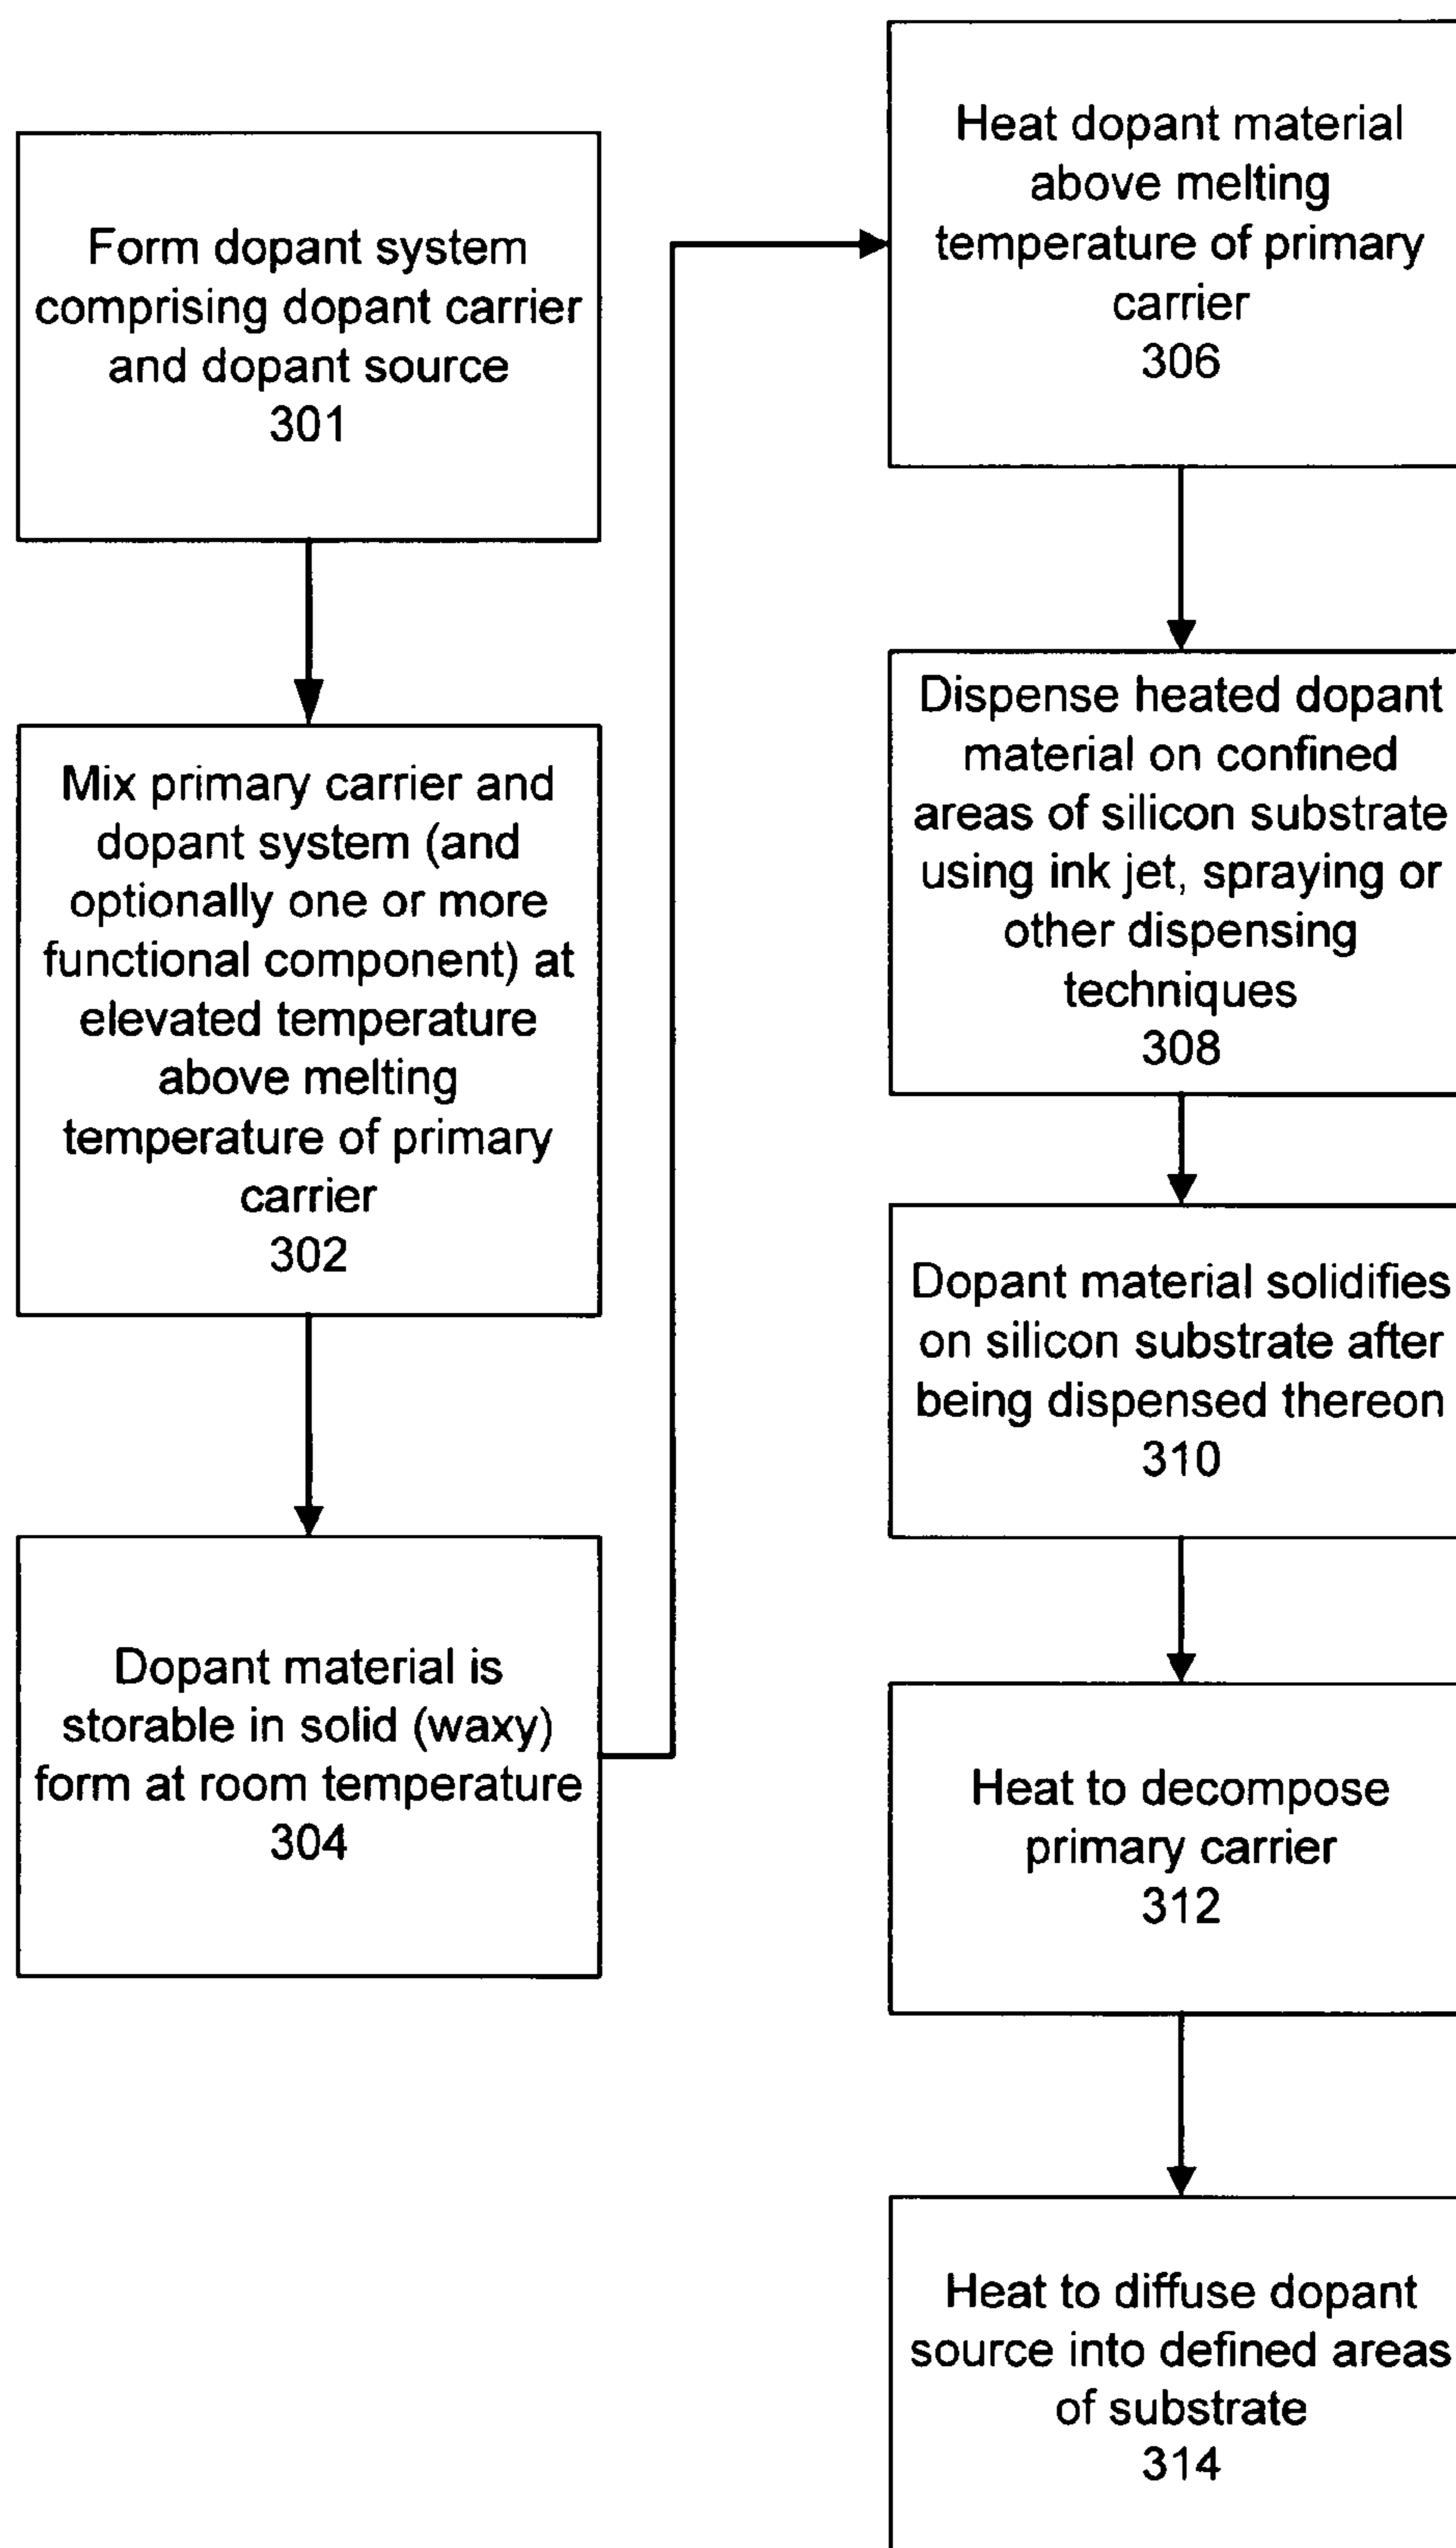 Form dopant system
comprising dopant carrier
and dopant source
301
Mix primary carrier and
dopant system (and
optionally one or more
functional component) at
elevated temperature
above melting
temperature of primary
carrier
302
Dopant material is
storable in solid (waxy)
form at room temperature
304
Heat dopant material
above melting
temperature of primary
carrier
306
Dispense heated dopant
material on confined
areas of silicon substrate
using ink jet, spraying or
other dispensing
techniques
308
Dopant material solidifies
on silicon substrate after
being dispensed thereon
310
Heat to decompose
primary carrier
312
Heat to diffuse dopant
source into defined areas
of substrate
314